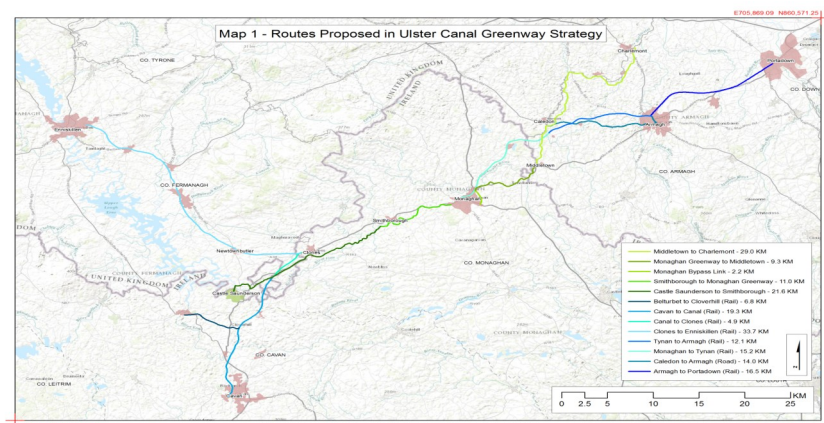 E705,869.09 N860,571.25
Map 1 - Routes Proposed in Ulster Canal Greenway Strategy
Charlemont
CO. TYRONE
Portadown
UNITED KINGDOM
IRELAND
CO. DOWN
Caledon
Armagh
Enniskillen
Middletown
CO. ARMAGH
CO. FERMANAGH
Monaghan
Smithborough
Newtownbutler
Clones
CO. MONAGHAN
IRELAND
UNITED KINGDOM
Castle Saunderson
CO. CAVAN
CO. LEITRIM
Cavan
Middletown to Charlemont - 29.0 KM
Monaghan Greenway to Middletown - 9.3 KM
Monaghan Bypass Link - 2.2 KM
Smithborough to Monaghan Greenway - 11.0 KM
Castle Saunderson to Smithborough - 21.6 KM
Belturbet to Cloverhill (Rail) - 6.8 KM
Cavan to Canal (Rail) - 19.3 KM
Canal to Clones (Rail) - 4.9 KM
Clones to Enniskillen (Rail) - 33.7 KM
Tynan to Armagh (Rail) - 12.1 KM
Monaghan to Tynan (Rail) - 15.2 KM
Caledon to Armagh (Road) - 14.0 KM
Armagh to Portadown (Rail) - 16.5 KM
KM
0 2.5 5 10 15 20 25